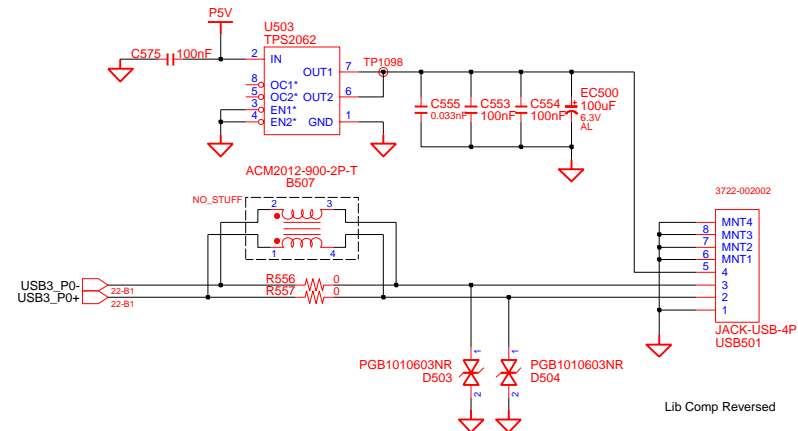 P5V
U503
TPS2062
C575 100nF
2 IN
OUT1 7
TP1098
8 OC1*
5 OC2* OUT2 6
3 EN1*
4 EN2* GND 1
C555
0.033nF
C553
100nF
C554
100nF
EC500
100uF
+
6.3V
AL
ACM2012-900-2P-T
B507
NO_STUFF
2 3
1 4
3722-002002
MNT4
8 MNT3
7 MNT2
6 MNT1
5 4
3 3
2 2
1 1
JACK-USB-4P
USB501
USB3_P0- 22-B1
USB3_P0+ 22-B1
R556 0
R557 0
PGB1010603NR
D503
1
2
PGB1010603NR
D504
1
2
Lib Comp Reversed